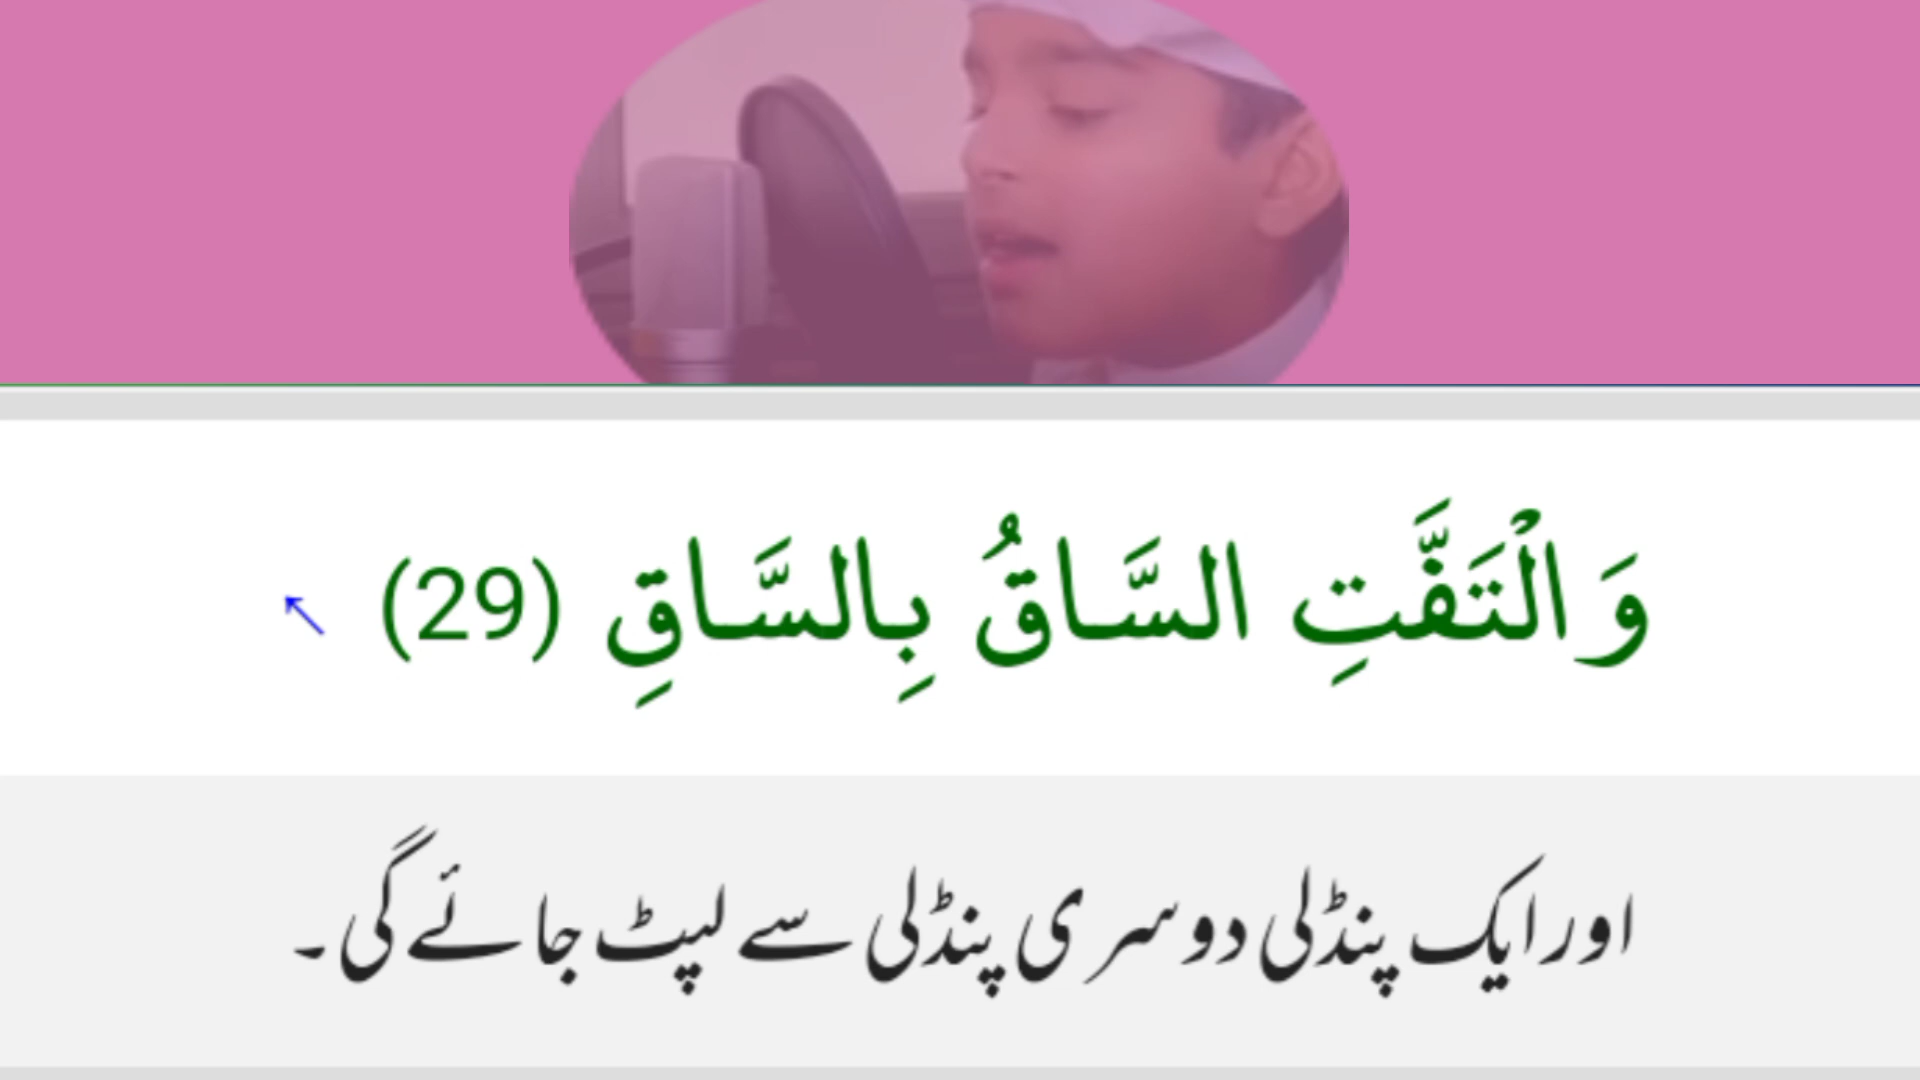 وَ الْتَفَّتِ السَّاقُ بِالسَّاقِ (29)
اور ایک پنڈلی دوسری پنڈلی سے لپٹ جائے گی۔